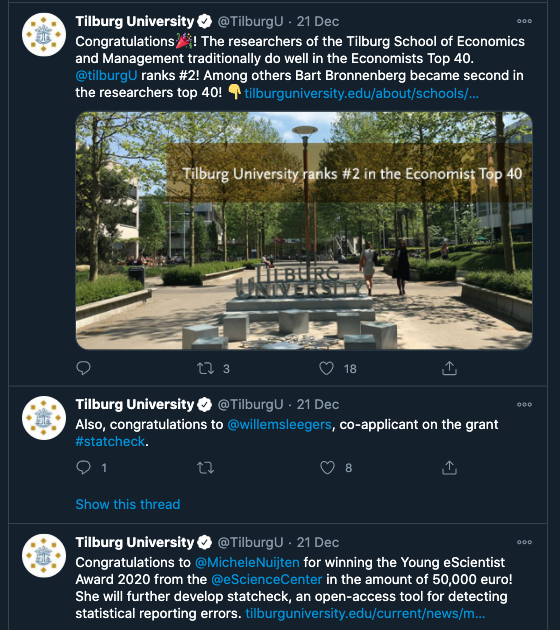 Tilburg University @TilburgU · 21 Dec
Congratulations🎉! The researchers of the Tilburg School of Economics
and Management traditionally do well in the Economists Top 40.
@tilburgU ranks #2! Among others Bart Bronnenberg became second in
the researchers top 40! 👇 tilburguniversity.edu/about/schools/...
Tilburg University ranks #2 in the Economist Top 40
TILBURG
UNIVERSITY
3 18
Tilburg University @TilburgU · 21 Dec
Also, congratulations to @willemsleegers, co-applicant on the grant
#statcheck.
1 8
Show this thread
Tilburg University @TilburgU · 21 Dec
Congratulations to @MicheleNuijten for winning the Young eScientist
Award 2020 from the @eScienceCenter in the amount of 50,000 euro!
She will further develop statcheck, an open-access tool for detecting
statistical reporting errors. tilburguniversity.edu/current/news/m...